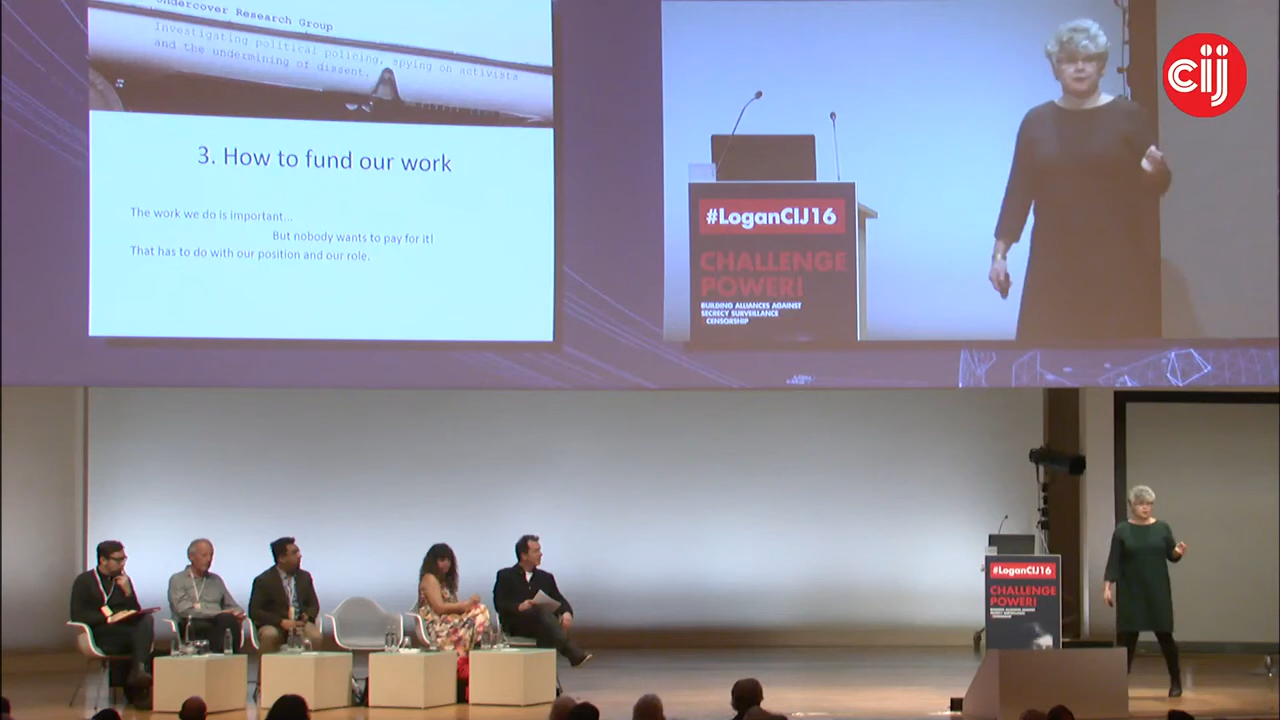 Undercover Research Group
Investigating political policing, spying on activists
and the undermining of dissent.
3. How to fund our work
The work we do is important...
But nobody wants to pay for it!
That has to do with our position and our role.
cij
#LoganCIJ16
CHALLENGE
POWER!
BUILDING ALLIANCES AGAINST
SECRECY SURVEILLANCE
CENSORSHIP
#LoganCIJ16
CHALLENGE
POWER!